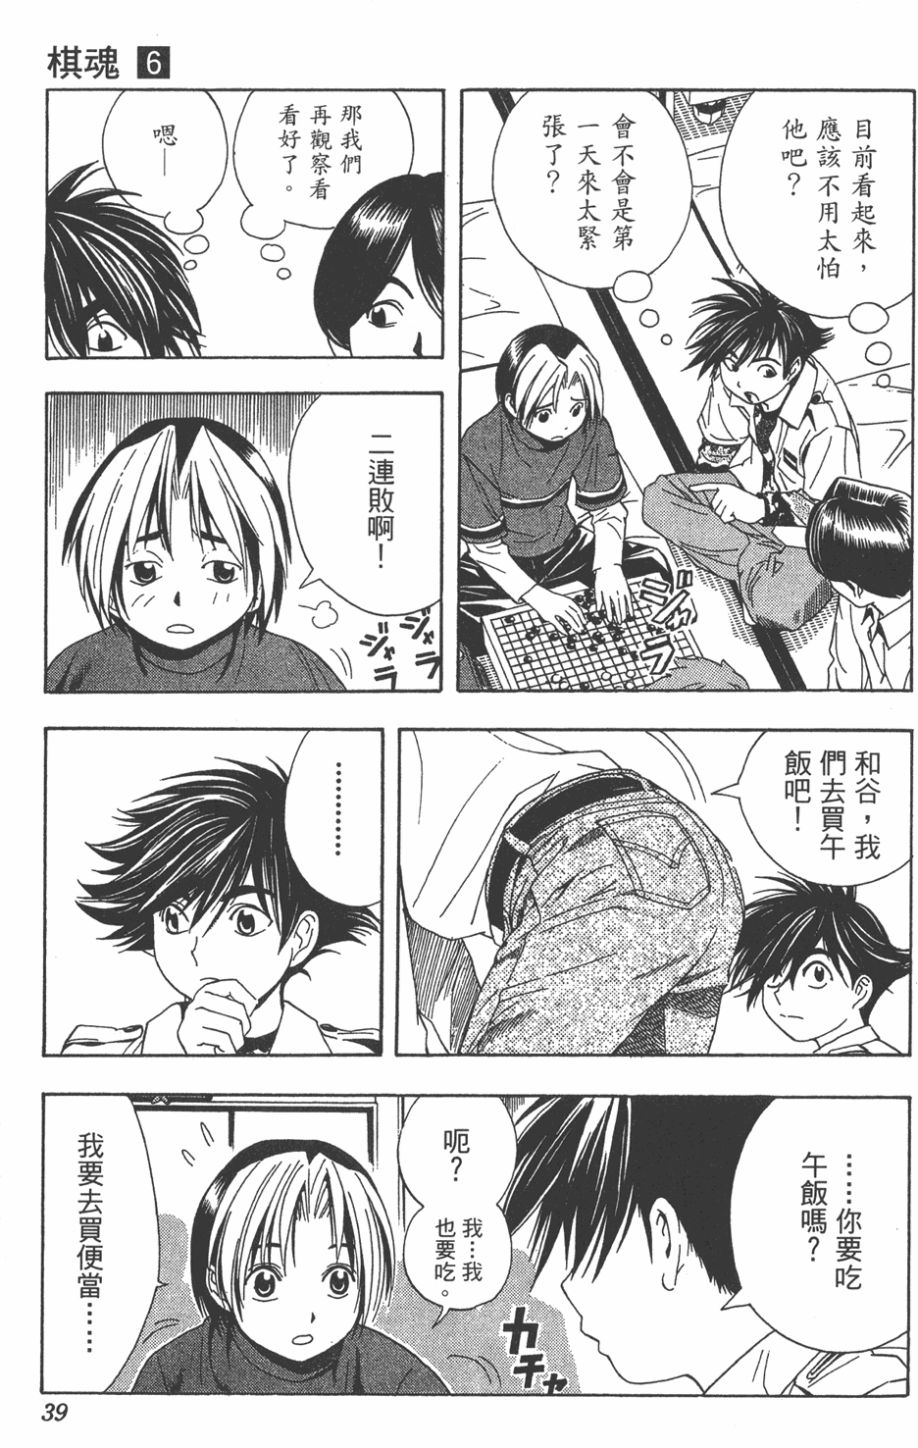 棋魂 6
目前看起來，
應該不用太怕
他吧？
會不會是第
一天來太緊
張了？
那我們
再觀察看
看好了。
嗯—
ジャッ
二連敗啊！
ジャラ
ジャラ
和谷，我
們去買午
飯吧！
…………
……你要吃
午飯嗎？
呃？
我…我
也要吃。
カチャ
我要去買便當……
39